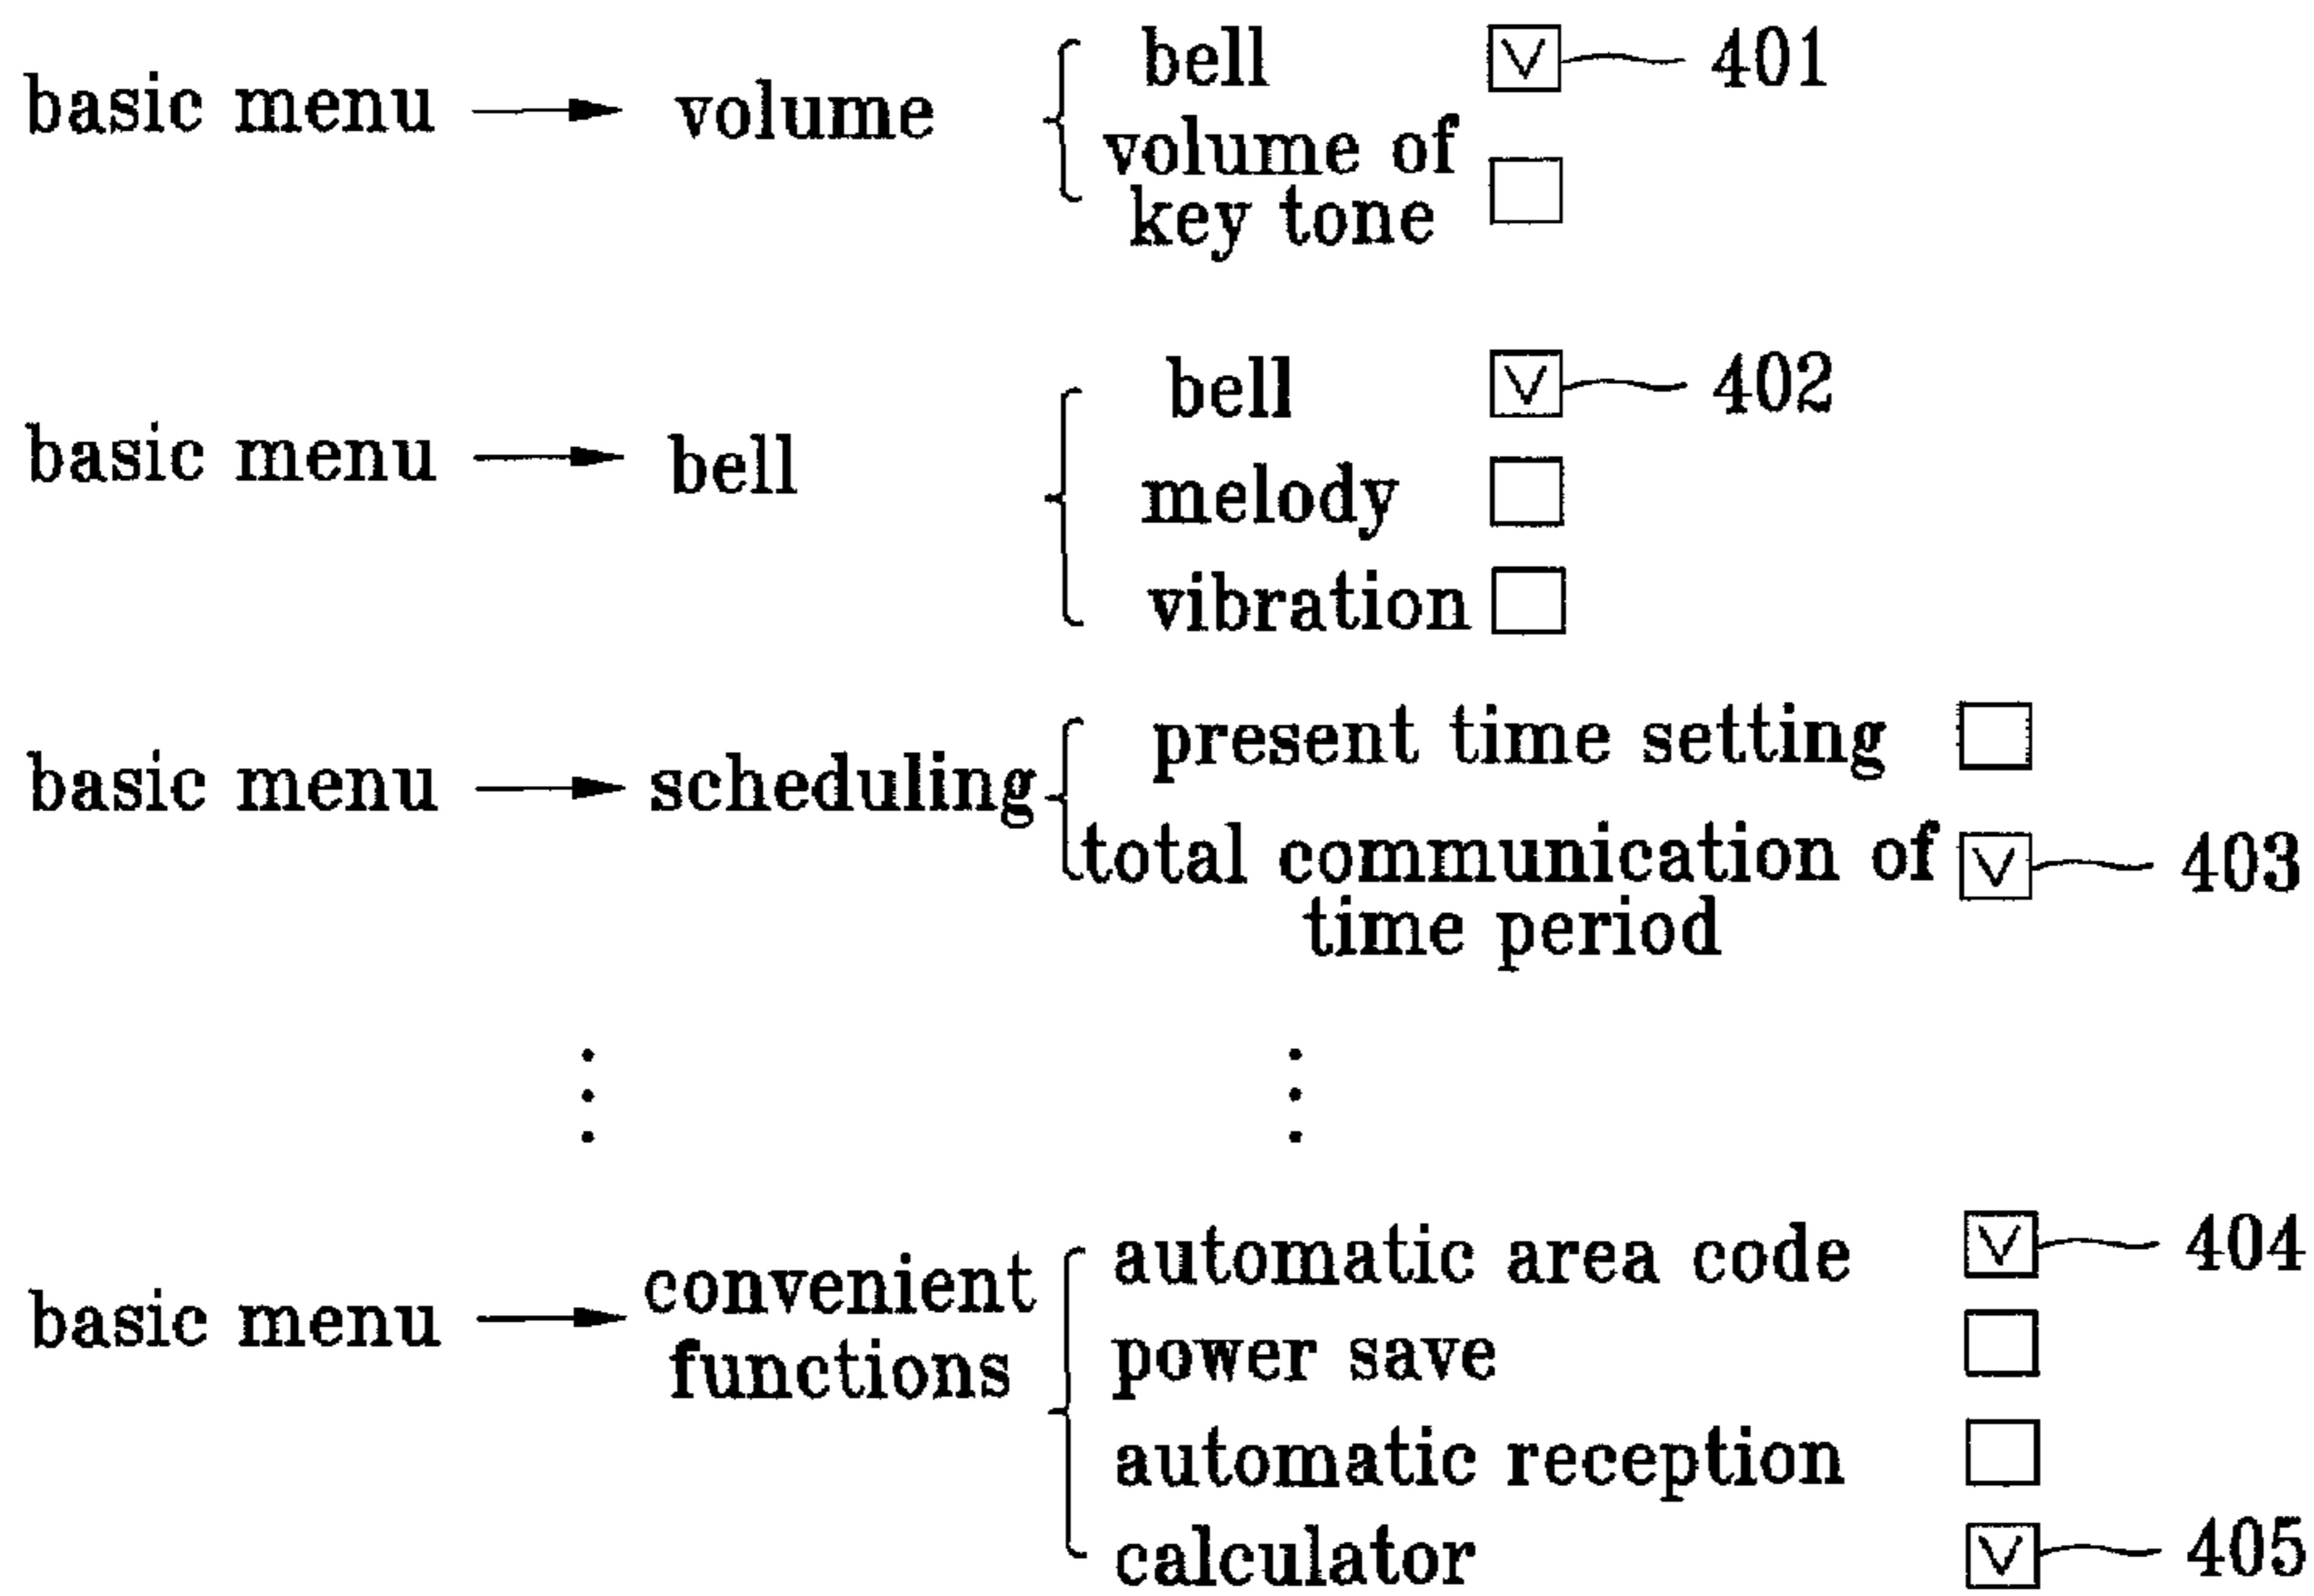 basic menu volume bell V 401
volume of
key tone
basic menu bell bell V 402
melody
vibration
basic menu scheduling present time setting
total communication of V 403
time period
basic menu convenient functions automatic area code V 404
power save
automatic reception
calculator V 405